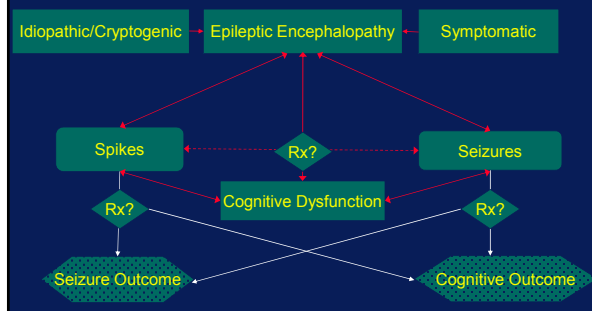 Idiopathic/Cryptogenic
Epileptic Encephalopathy
Symptomatic
Spikes
Rx?
Seizures
Cognitive Dysfunction
Rx?
Rx?
Seizure Outcome
Cognitive Outcome